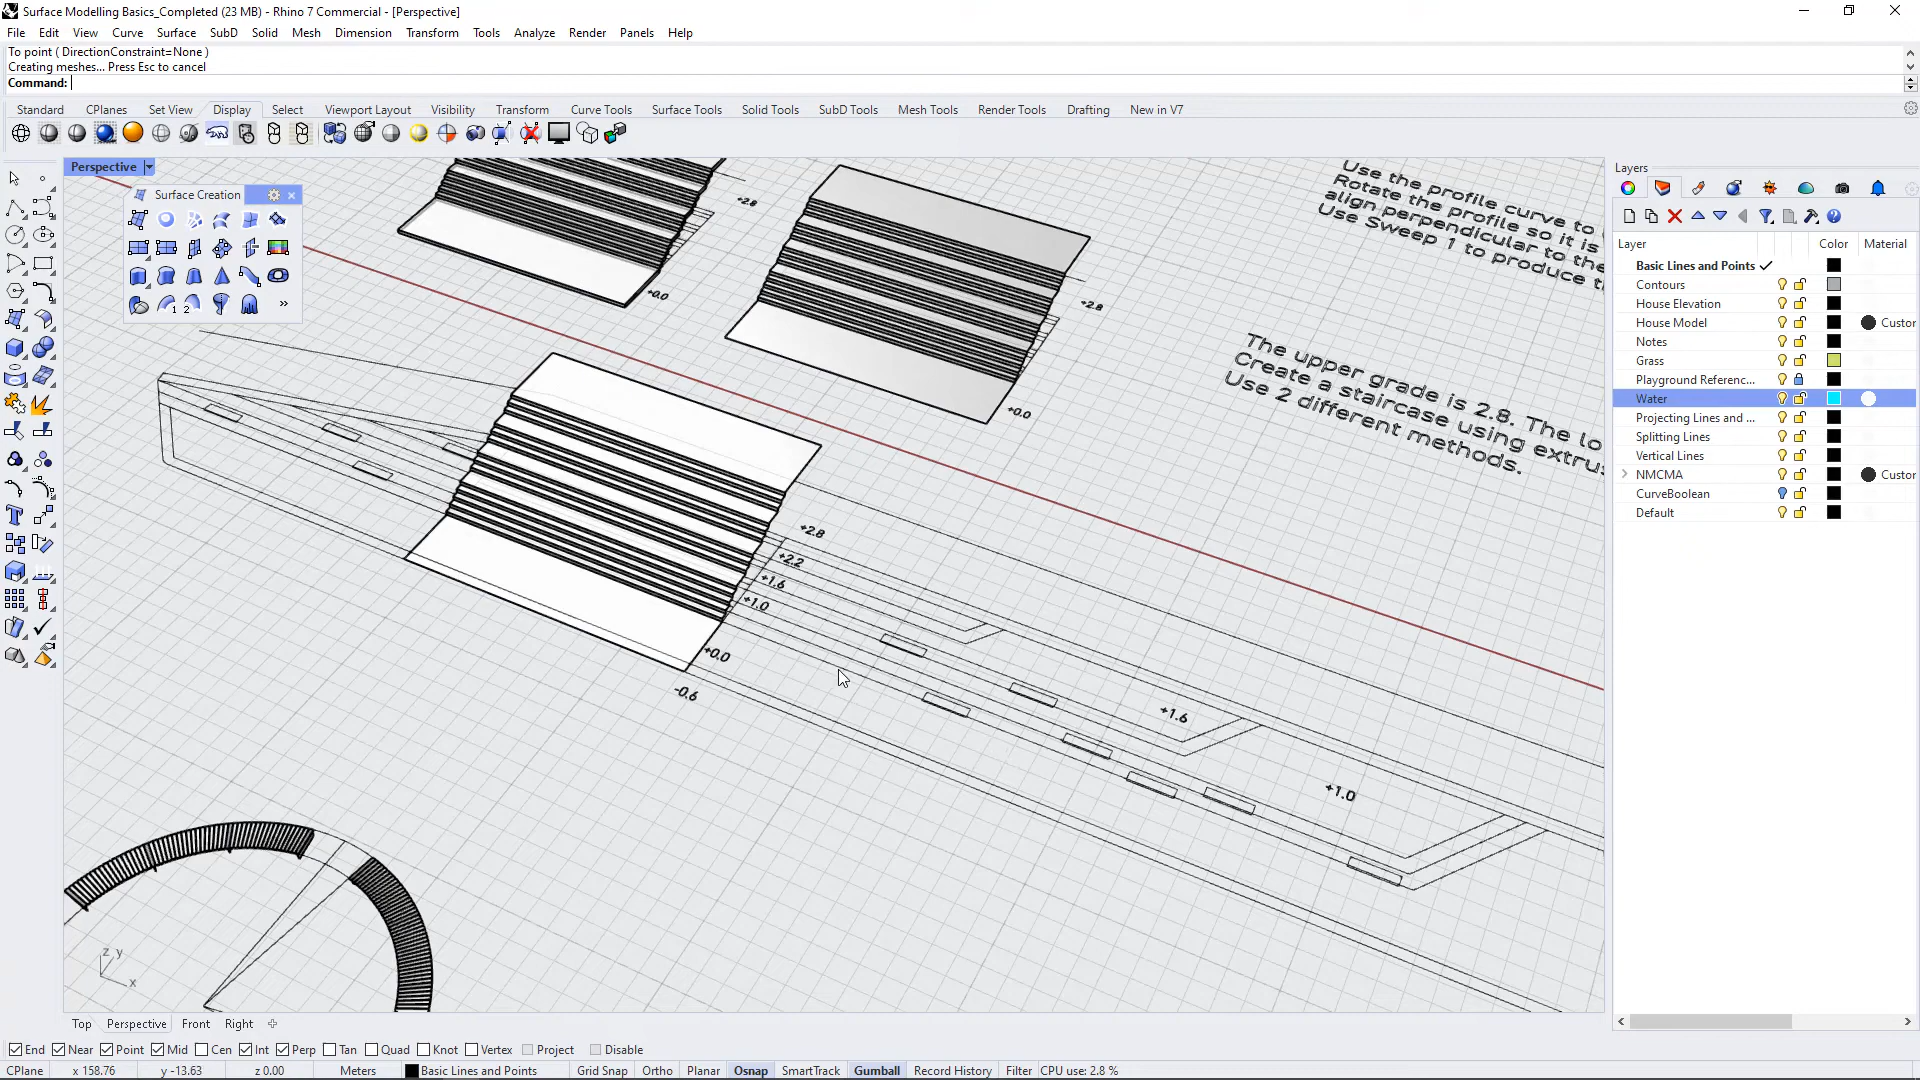 Surface Modelling Basics_Completed (23 MB) - Rhino 7 Commercial - [Perspective]
File Edit View Curve Surface SubD Solid Mesh Dimension Transform Tools Analyze Render Panels Help
To point ( DirectionConstraint=None )
Creating meshes... Press Esc to cancel
Command:
Standard CPlanes Set View Display Select Viewport Layout Visibility Transform Curve Tools Surface Tools Solid Tools SubD Tools Mesh Tools Render Tools Drafting New in V7
Perspective
Surface Creation
1 2
+2.8
+0.0
+2.8
+0.0
Use the profile curve to
Rotate the profile so it is
align perpendicular to the
Use Sweep 1 to produce t
The upper grade is 2.8. The lo
Create a staircase using extrus
Use 2 different methods.
+2.8
+2.2
+1.6
+1.0
+0.0
-0.6
+1.6
+1.0
z y
x
Layers
Layer Color Material
Basic Lines and Points
Contours
House Elevation
House Model Custor
Notes
Grass
Playground Referenc...
Water
Projecting Lines and ...
Splitting Lines
Vertical Lines
NMCMA Custor
CurveBoolean
Default
Top Perspective Front Right
End Near Point Mid Cen Int Perp Tan Quad Knot Vertex Project Disable
CPlane x 158.76 y -13.63 z 0.00 Meters Basic Lines and Points Grid Snap Ortho Planar Osnap SmartTrack Gumball Record History Filter CPU use: 2.8 %